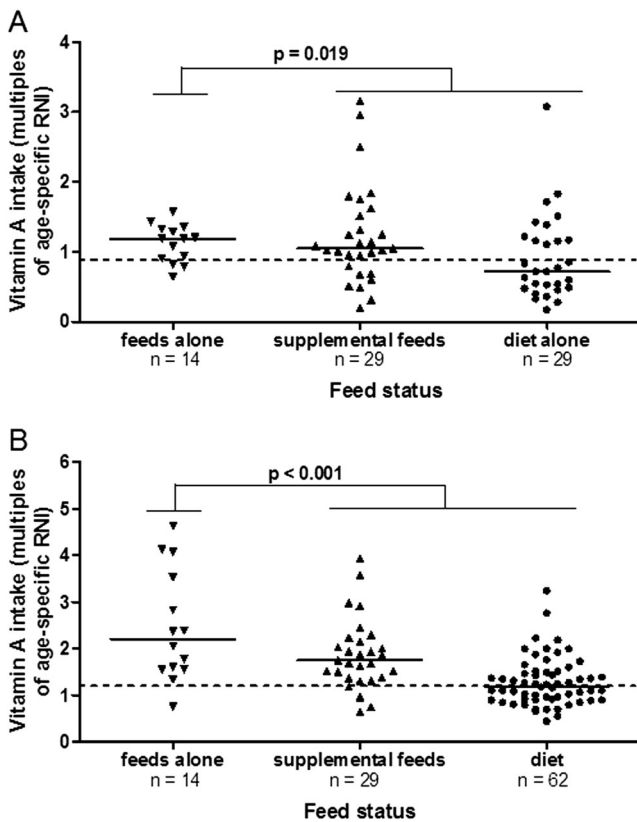 A
Vitamin A intake (multiples
of age-specific RNI)
4
3
2
1
0
p = 0.019
feeds alone
n = 14
supplemental feeds
n = 29
diet alone
n = 29
Feed status
B
Vitamin A intake (multiples
of age-specific RNI)
6
5
4
3
2
1
0
p < 0.001
feeds alone
n = 14
supplemental feeds
n = 29
diet
n = 62
Feed status